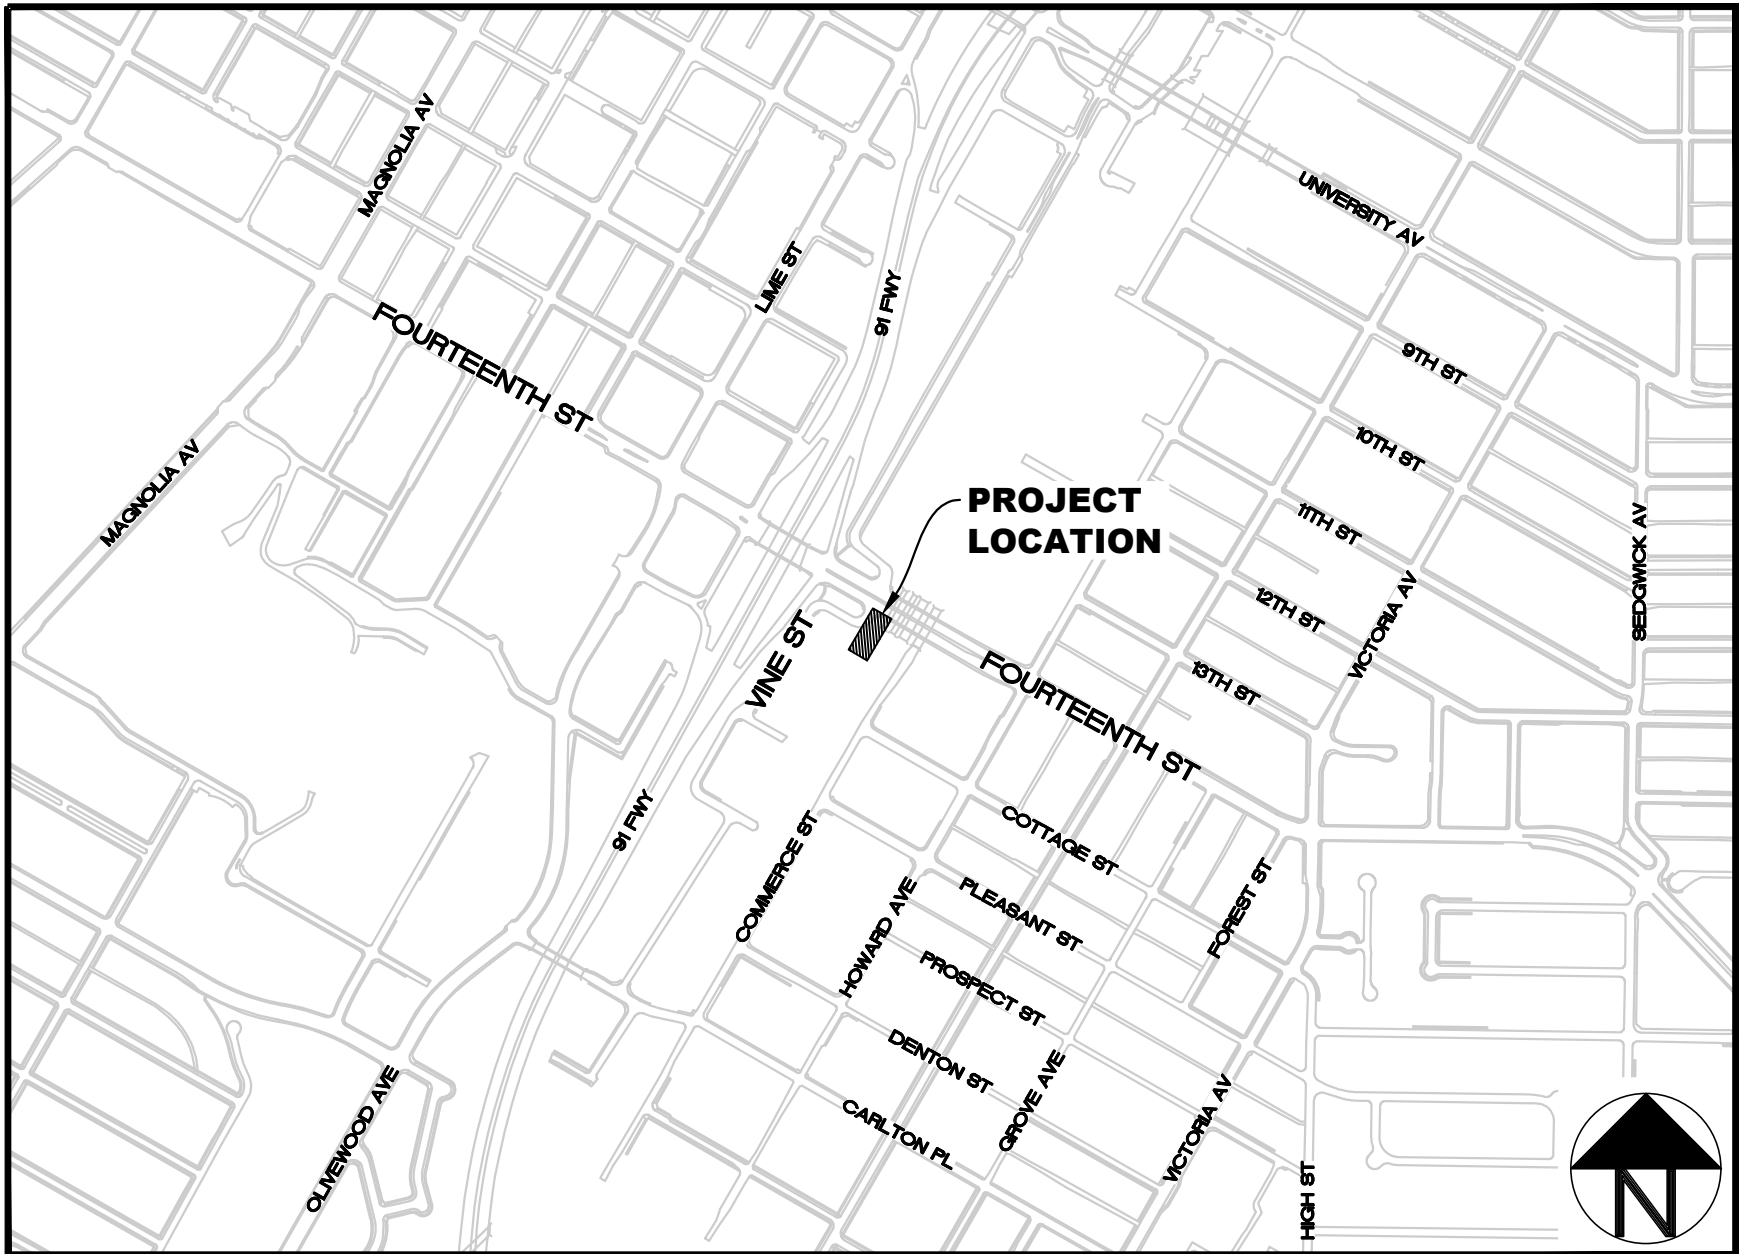 MAGNOLIA AV
UNIVERSITY AV
LIME ST
91 FWY
FOURTEENTH ST
9TH ST
10TH ST
MAGNOLIA AV
PROJECT
LOCATION
11TH ST
SEDGWICK AV
12TH ST
VICTORIA AV
VINE ST
13TH ST
FOURTEENTH ST
91 FWY
COTTAGE ST
COMMERCE ST
FOREST ST
HOWARD AVE
PLEASANT ST
PROSPECT ST
DENTON ST
GROVE AVE
OLIVEWOOD AVE
CARLTON PL
VICTORIA AV
HIGH ST
N